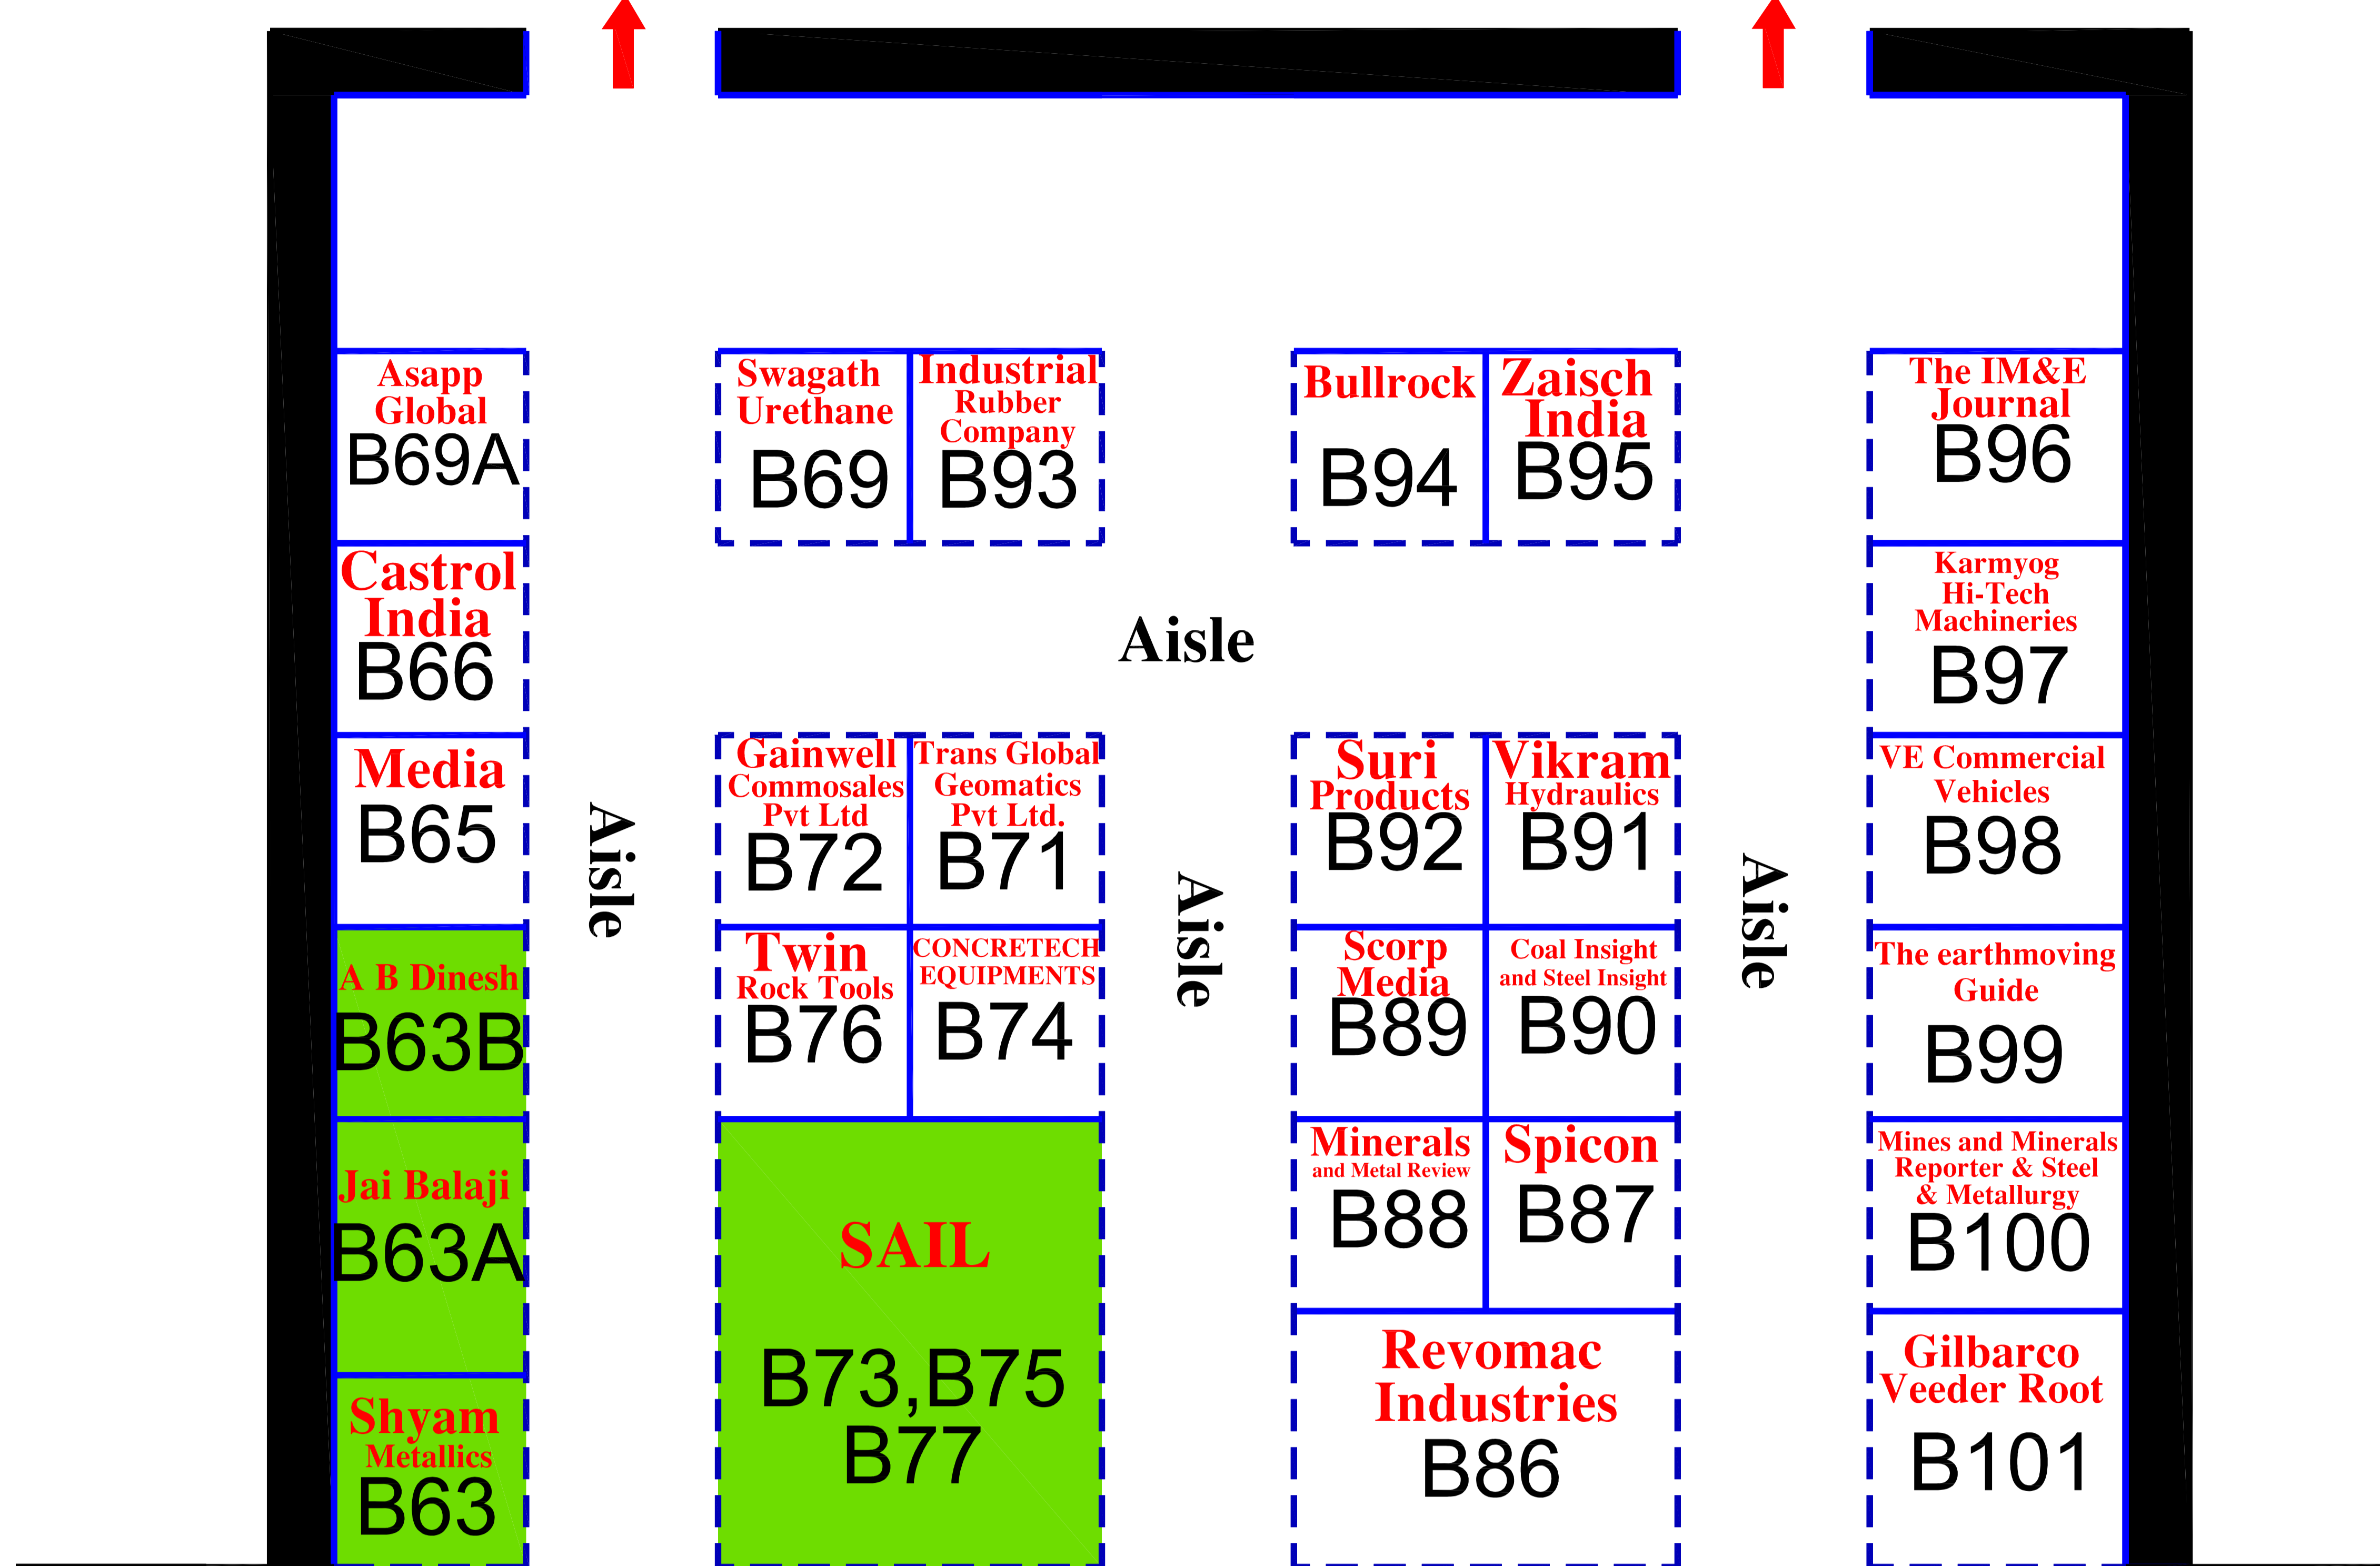 Asapp
Global
B69A
Swagath
Urethane
B69
Industrial
Rubber
Company
B93
Bullrock
B94
Zaisch
India
B95
The IM&E
Journal
B96
Castrol
India
B66
Aisle
Karmyog
Hi-Tech
Machineries
B97
Media
B65
Aisle
Gainwell
Commosales
Pvt Ltd
B72
Trans Global
Geomatics
Pvt Ltd.
B71
Aisle
Suri
Products
B92
Vikram
Hydraulics
B91
Aisle
VE Commercial
Vehicles
B98
A B Dinesh
B63B
Twin
Rock Tools
B76
CONCRETECH
EQUIPMENTS
B74
Scorp
Media
B89
Coal Insight
and Steel Insight
B90
The earthmoving
Guide
B99
Jai Balaji
B63A
SAIL
B73,B75
B77
Minerals
and Metal Review
B88
Spicon
B87
Mines and Minerals
Reporter & Steel
& Metallurgy
B100
Shyam
Metallics
B63
Revomac
Industries
B86
Gilbarco
Veeder Root
B101